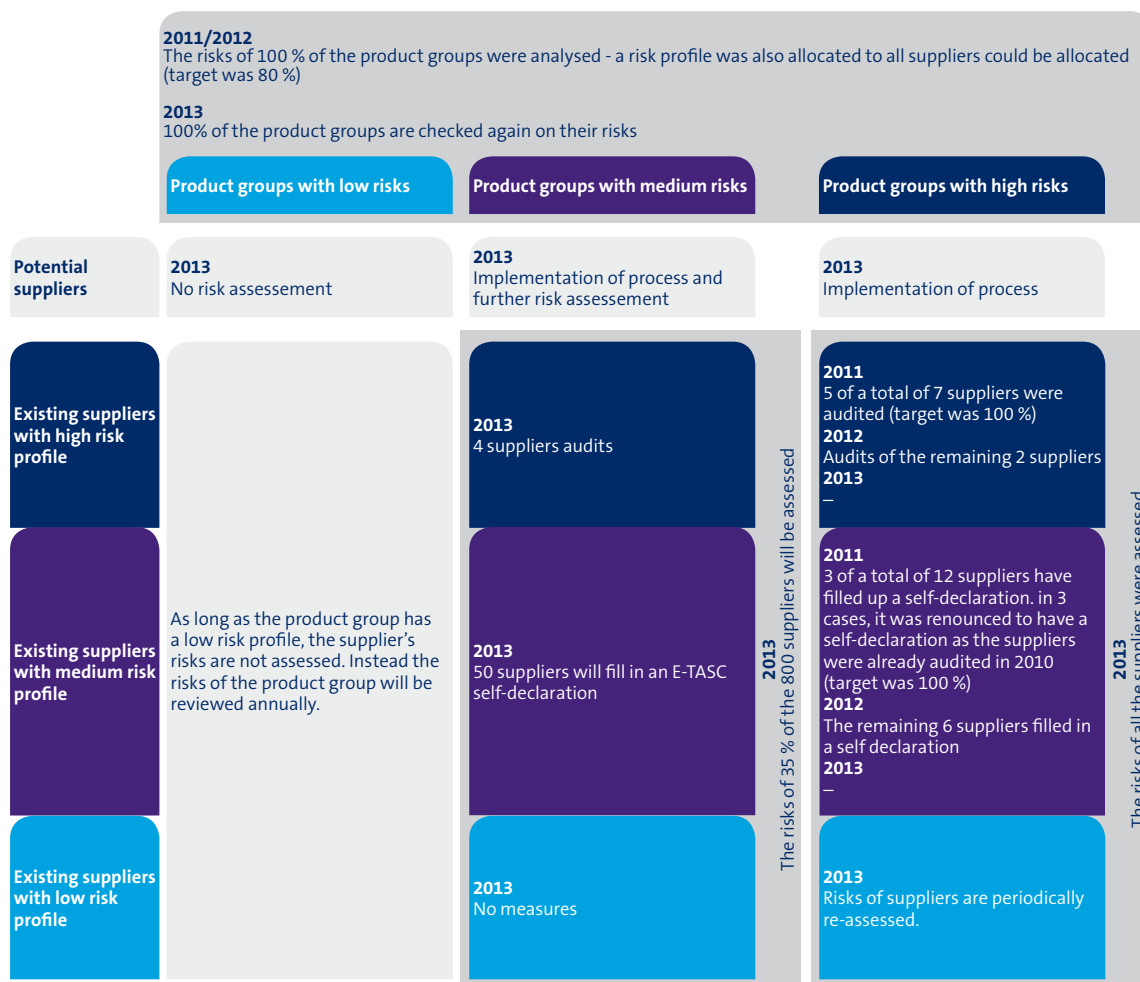 2011/2012
The risks of 100 % of the product groups were analysed - a risk profile was also allocated to all suppliers could be allocated
(target was 80 %)
2013
100% of the product groups are checked again on their risks
Product groups with low risks
Product groups with medium risks
Product groups with high risks
Potential
suppliers
2013
No risk assessement
2013
Implementation of process and
further risk assessement
2013
Implementation of process
Existing suppliers
with high risk
profile
2013
4 suppliers audits
2011
5 of a total of 7 suppliers were
audited (target was 100 %)
2012
Audits of the remaining 2 suppliers
2013
–
Existing suppliers
with medium risk
profile
As long as the product group has
a low risk profile, the supplier’s
risks are not assessed. Instead the
risks of the product group will be
reviewed annually.
2013
50 suppliers will fill in an E-TASC
self-declaration
2013
The risks of 35 % of the 800 suppliers will be assessed
2011
3 of a total of 12 suppliers have
filled up a self-declaration. in 3
cases, it was renounced to have a
self-declaration as the suppliers
were already audited in 2010
(target was 100 %)
2012
The remaining 6 suppliers filled in
a self declaration
2013
–
2013
The risks of all the suppliers were assessed
Existing suppliers
with low risk
profile
2013
No measures
2013
Risks of suppliers are periodically
re-assessed.